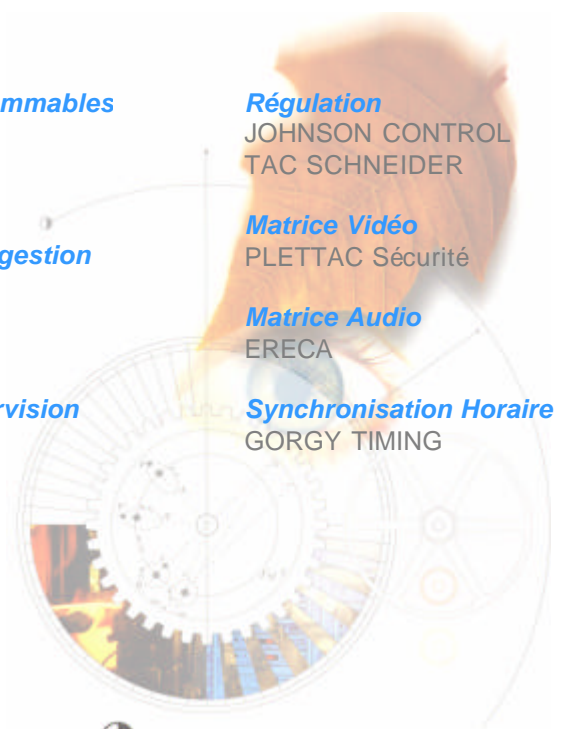 mmables
gestion
rvision
Régulation
JOHNSON CONTROL
TAC SCHNEIDER
Matrice Vidéo
PLETTAC Sécurité
Matrice Audio
ERECA
Synchronisation Horaire
GORGY TIMING